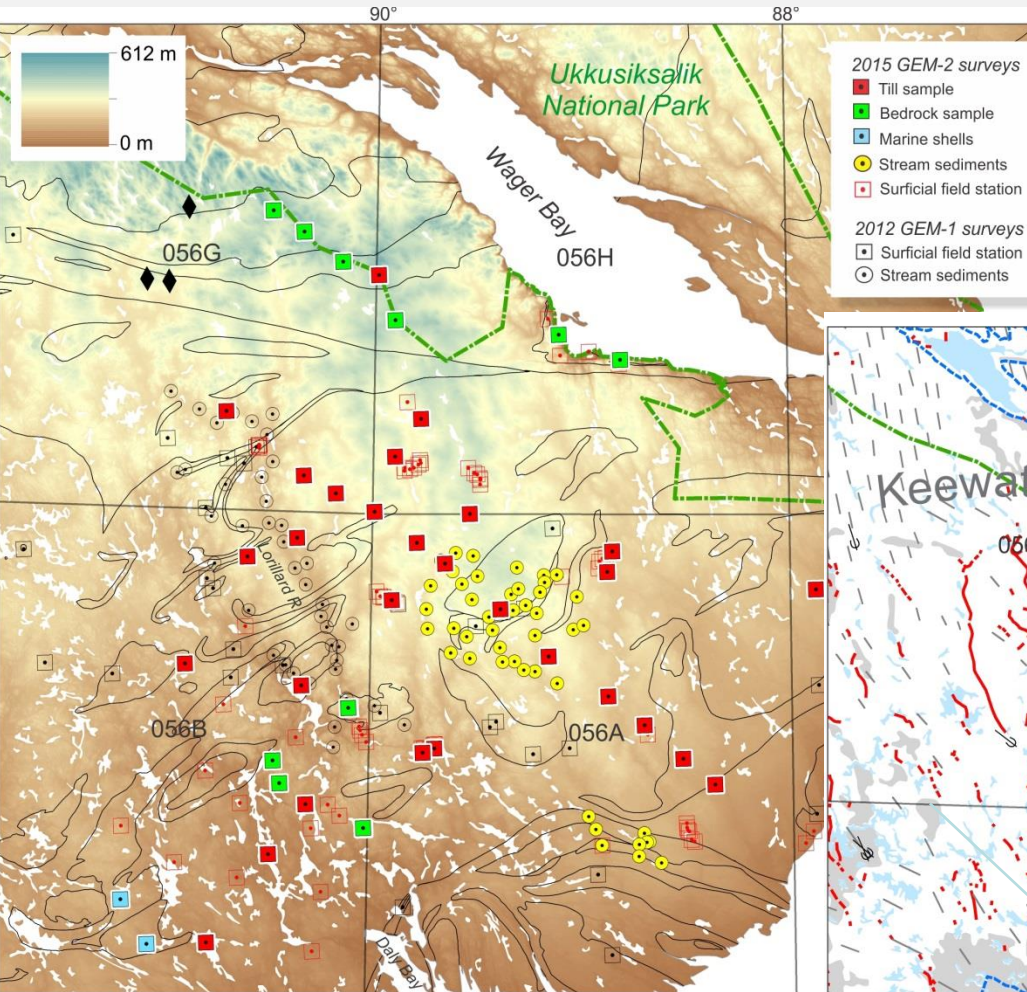 90°
88°
612 m
0 m
Ukkusiksalik
National Park
Wager Bay
056H
056G
2015 GEM-2 surveys
Till sample
Bedrock sample
Marine shells
Stream sediments
Surficial field station
2012 GEM-1 surveys
Surficial field station
Stream sediments
Keewat
056
Lorillard R.
056B
056A
Daly Bay